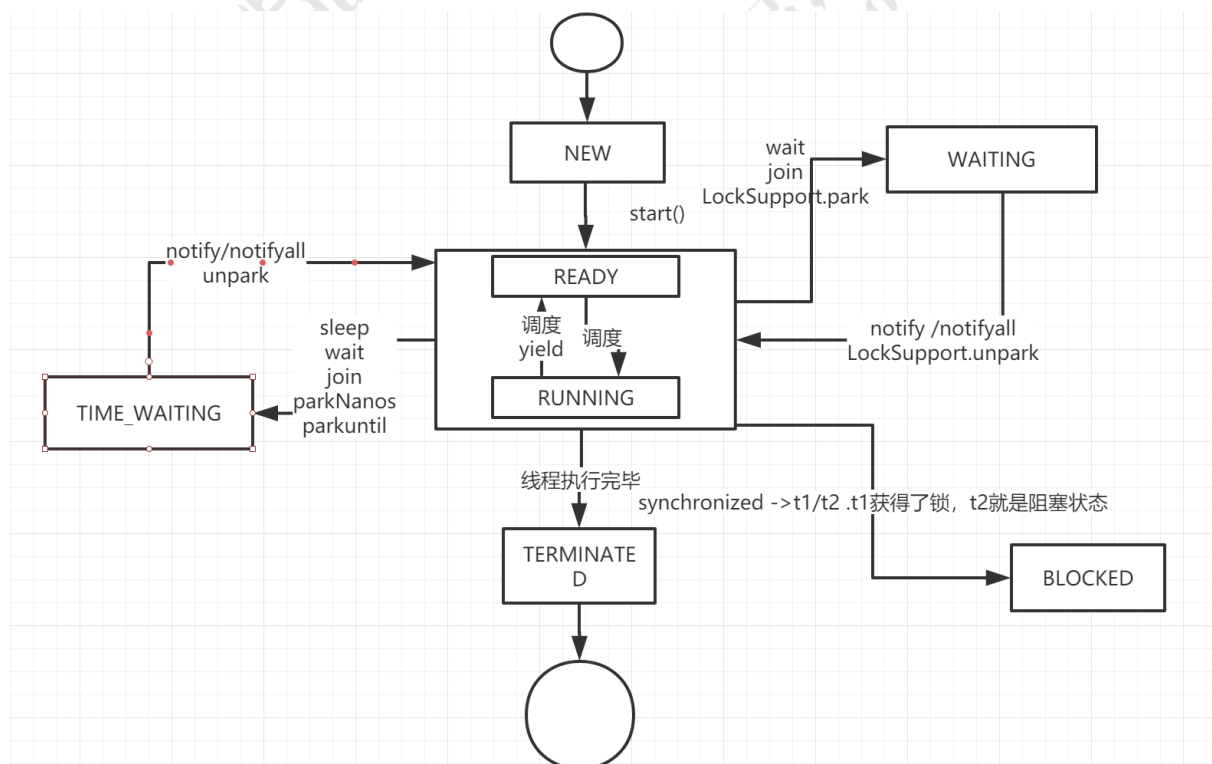 NEW
start()
wait
join
LockSupport.park
WAITING
notify/notifyall
unpark
READY
调度
yield
调度
RUNNING
sleep
wait
join
parkNanos
parkuntil
TIME_WAITING
notify /notifyall
LockSupport.unpark
线程执行完毕
synchronized ->t1/t2 .t1获得了锁，t2就是阻塞状态
TERMINATE
D
BLOCKED